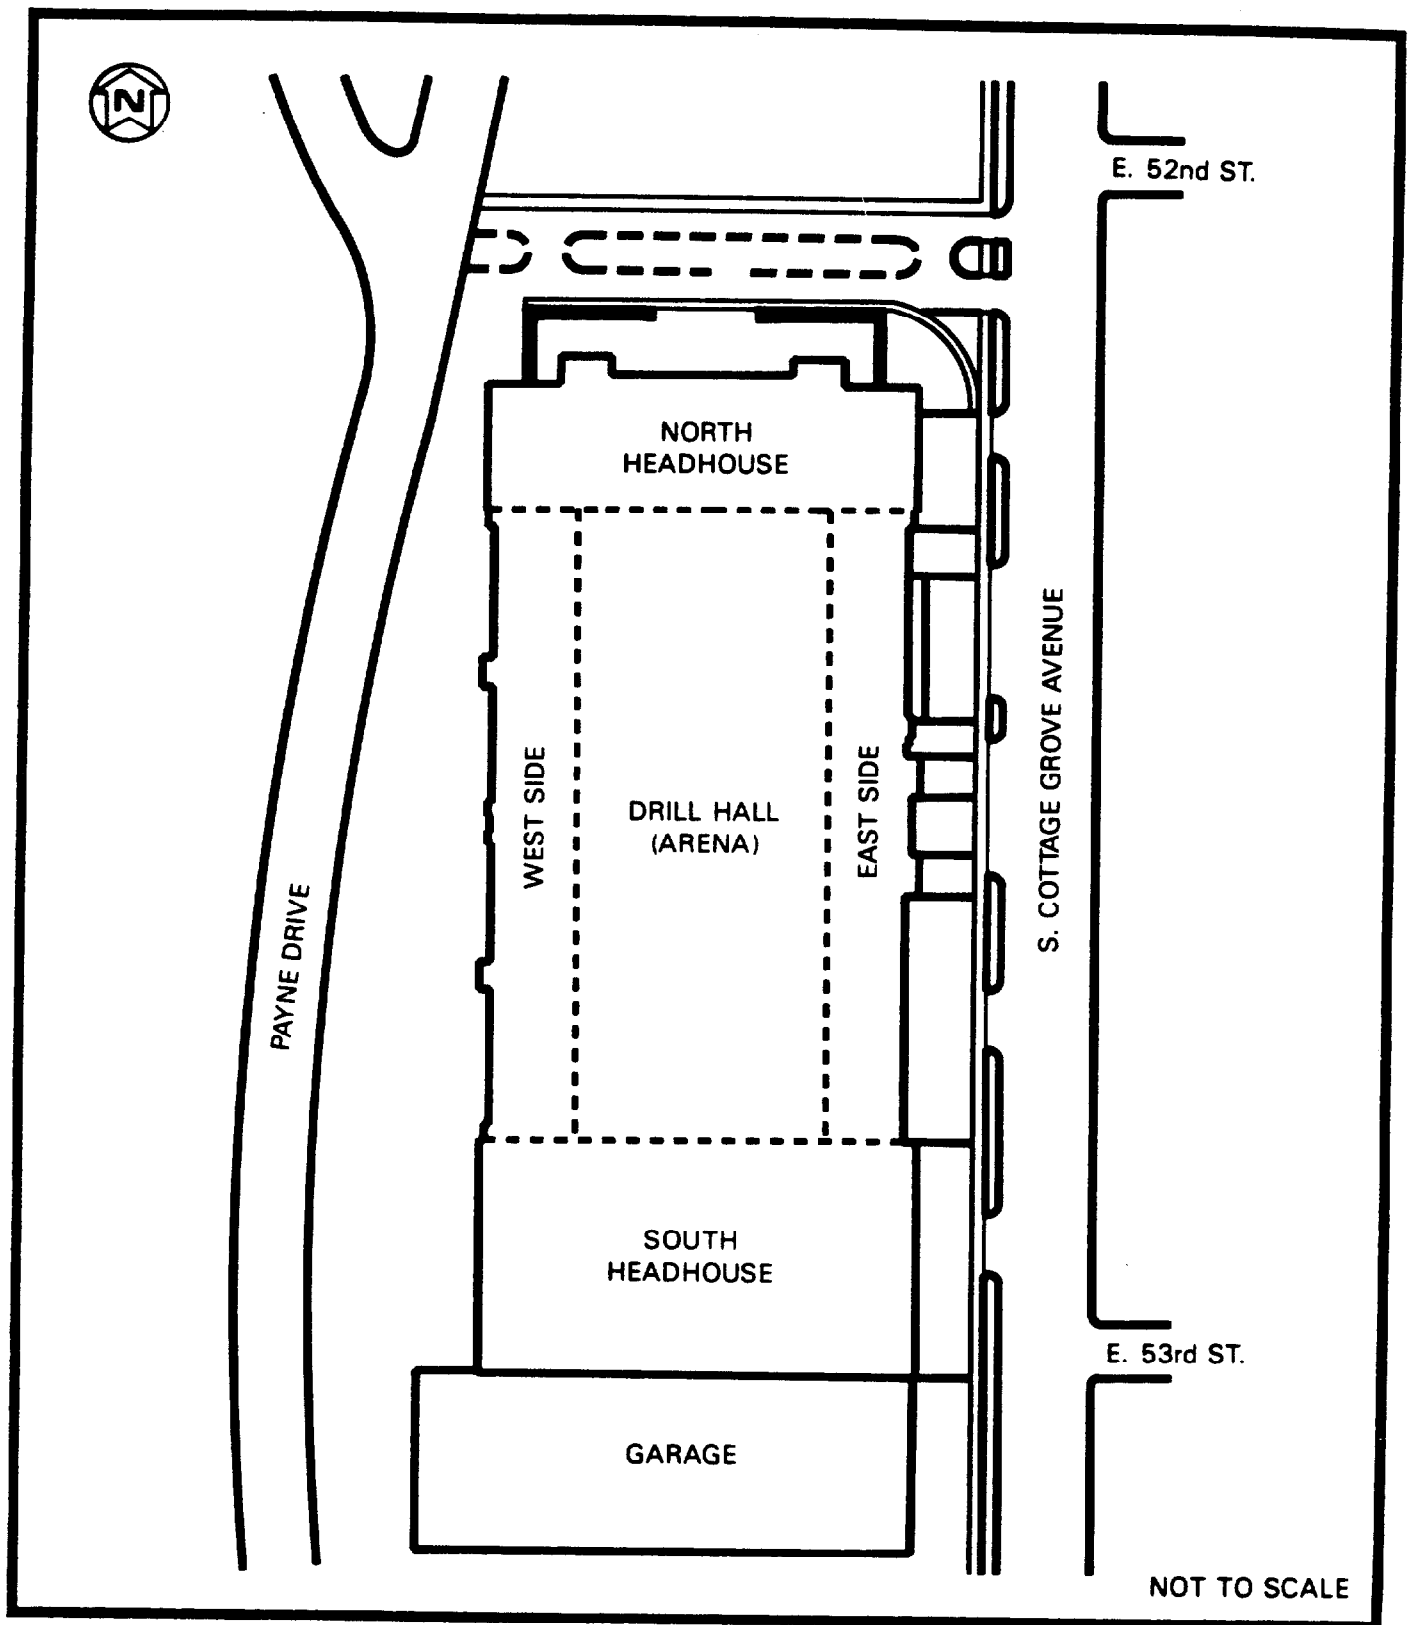 N
E. 52nd ST.
NORTH
HEADHOUSE
S. COTTAGE GROVE AVENUE
WEST SIDE
DRILL HALL
(ARENA)
EAST SIDE
PAYNE DRIVE
SOUTH
HEADHOUSE
E. 53rd ST.
GARAGE
NOT TO SCALE